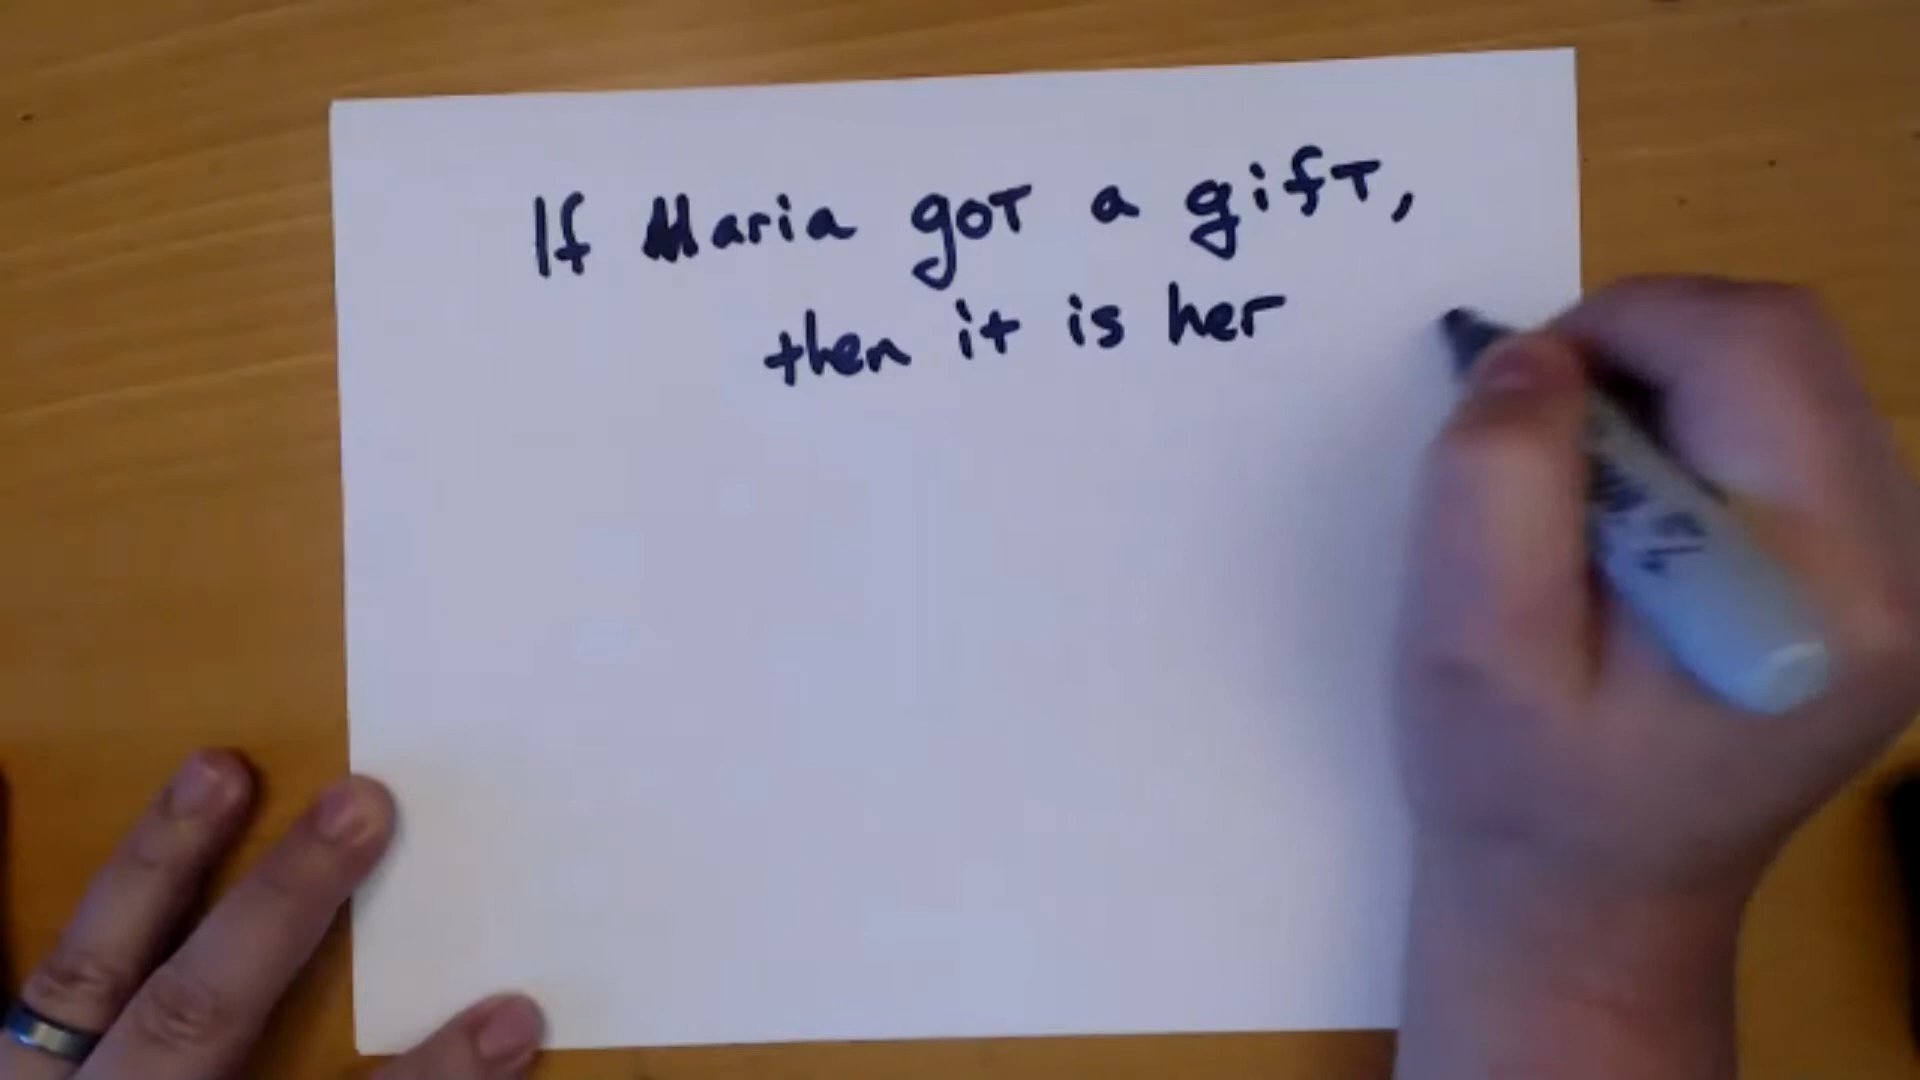 If Maria got a gift,
then it is her